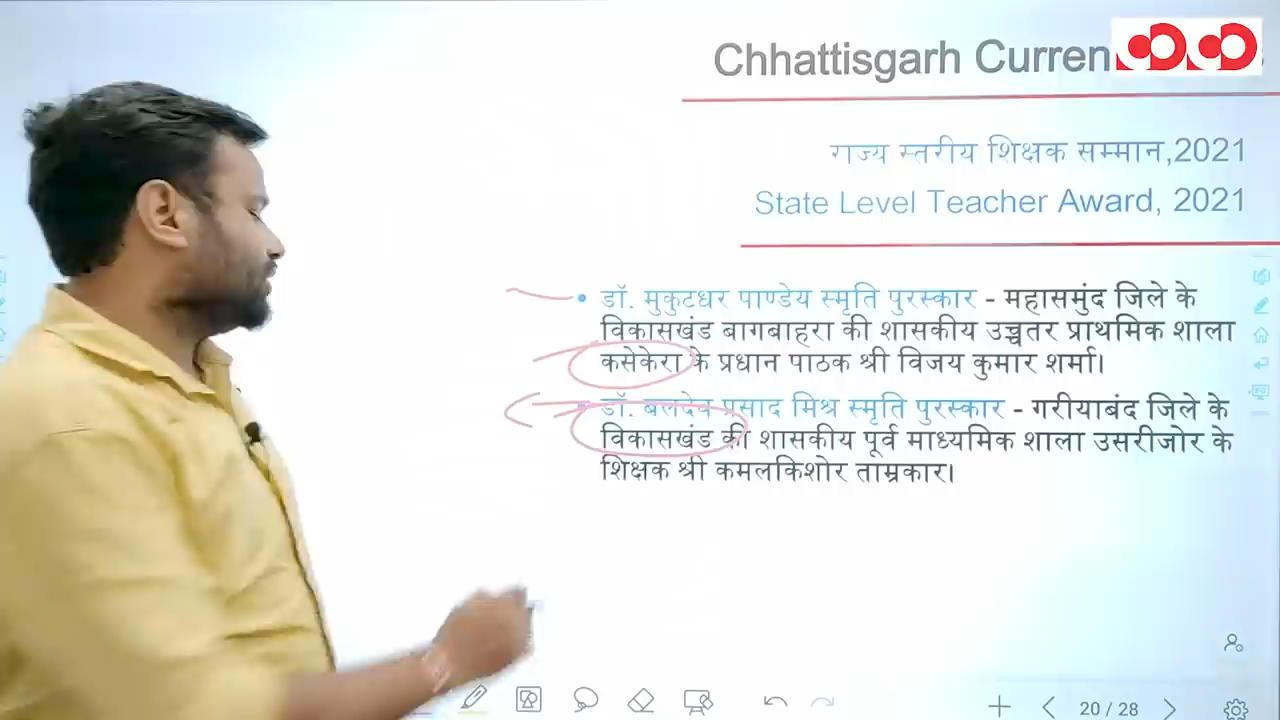 Chhattisgarh Curren
राज्य स्तरीय शिक्षक सम्मान,2021
State Level Teacher Award, 2021
• डॉ. मुकुटधर पाण्डेय स्मृति पुरस्कार - महासमुंद जिले के
विकासखंड बागबाहरा की शासकीय उच्चतर प्राथमिक शाला
कसेकेरा के प्रधान पाठक श्री विजय कुमार शर्मा।
• डॉ. बलदेव प्रसाद मिश्र स्मृति पुरस्कार - गरीयाबंद जिले के
विकासखंड की शासकीय पूर्व माध्यमिक शाला उसरीजोर के
शिक्षक श्री कमलकिशोर ताम्रकार।
20 / 28